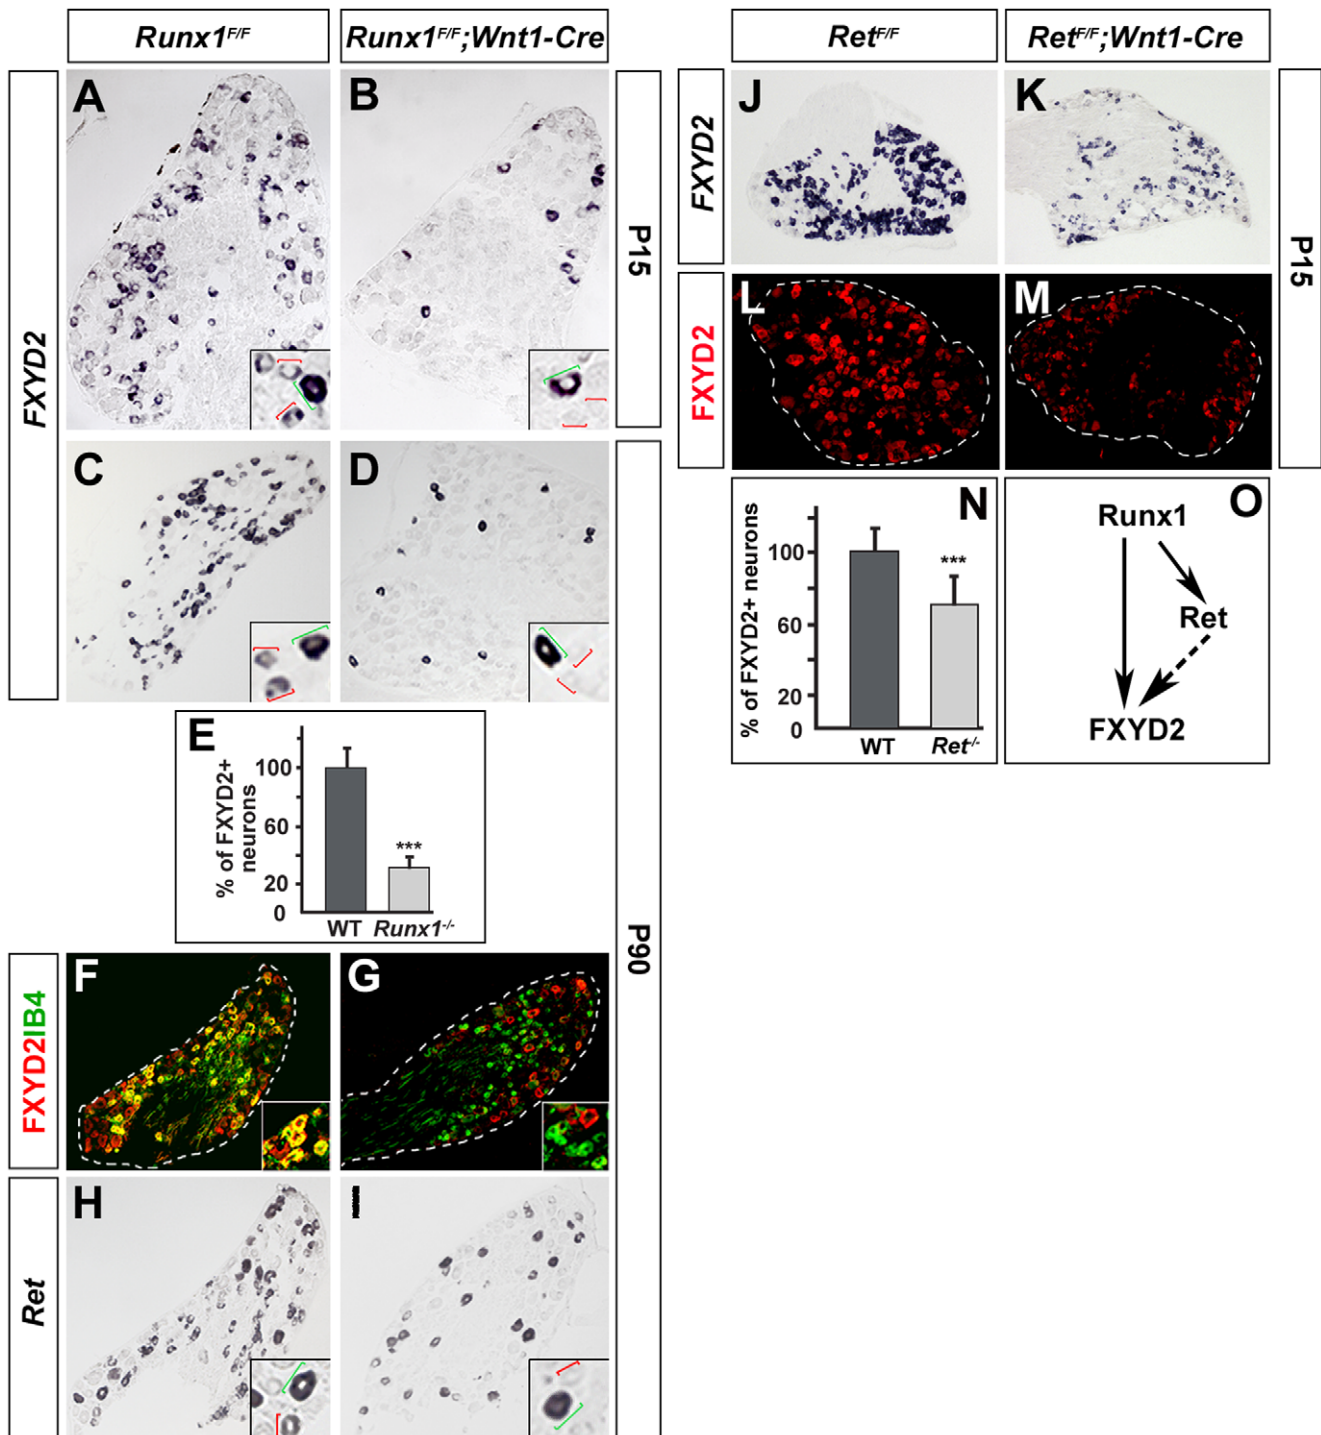 Runx1F/F
Runx1F/F;Wnt1-Cre
FXYD2
A
B
P15
C
D
E
% of FXYD2+
neurons
100
60
20
0
***
WT
Runx1-/-
P90
FXYD2IB4
F
G
Ret
H
I
RetF/F
RetF/F;Wnt1-Cre
FXYD2
J
K
P15
FXYD2
L
M
N
% of FXYD2+ neurons
100
60
20
0
***
WT
Ret-/-
O
Runx1
Ret
FXYD2